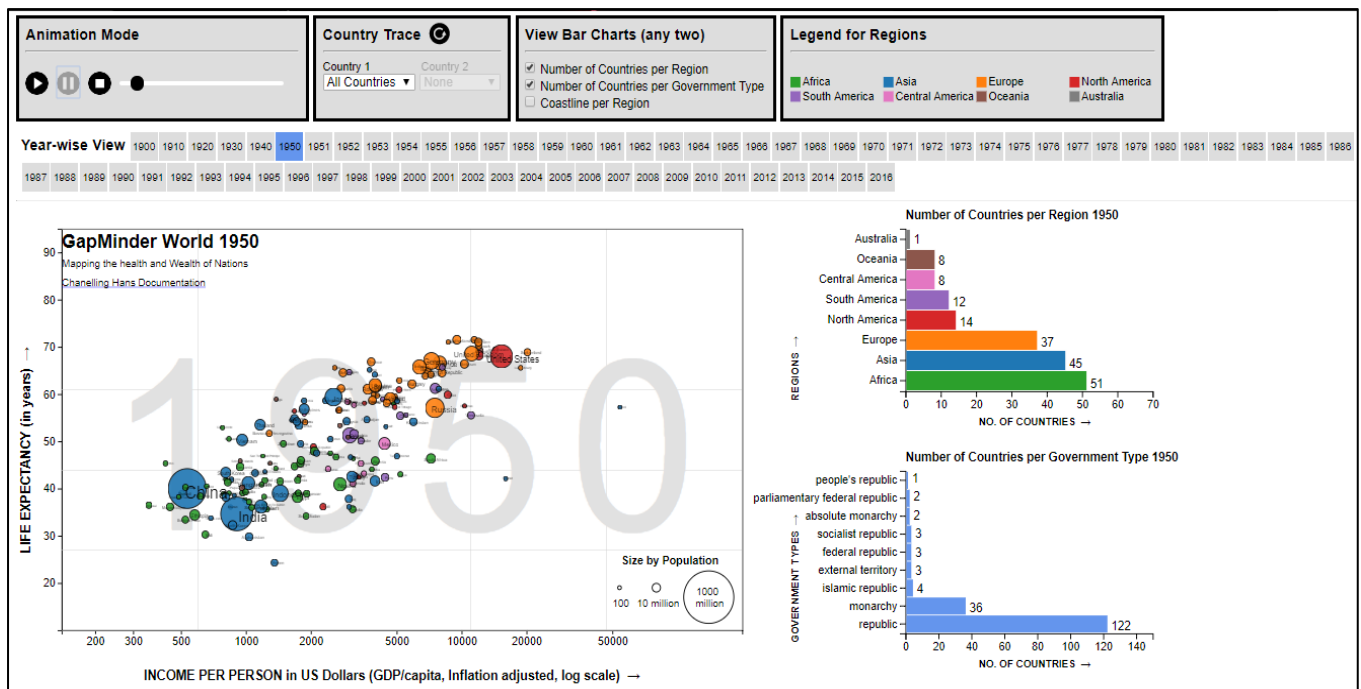 Animation Mode
Country Trace
Country 1
Country 2
All Countries
None
View Bar Charts (any two)
Number of Countries per Region
Number of Countries per Government Type
Coastline per Region
Legend for Regions
Africa Asia Europe North America
South America Central America Oceania Australia
Year-wise View 1900 1910 1920 1930 1940 1950 1951 1952 1953 1954 1955 1956 1957 1958 1959 1960 1961 1962 1963 1964 1965 1966 1967 1968 1969 1970 1971 1972 1973 1974 1975 1976 1977 1978 1979 1980 1981 1982 1983 1984 1985 1986
1987 1988 1989 1990 1991 1992 1993 1994 1995 1996 1997 1998 1999 2000 2001 2002 2003 2004 2005 2006 2007 2008 2009 2010 2011 2012 2013 2014 2015 2016
GapMinder World 1950
Mapping the health and Wealth of Nations
Chanelling Hans Documentation
1950
LIFE EXPECTANCY (in years) →
90
80
70
60
50
40
30
20
United States
Russia
China
India
Size by Population
100
10 million
1000
million
200 300 500 1000 2000 5000 10000 20000 50000
INCOME PER PERSON in US Dollars (GDP/capita, Inflation adjusted, log scale) →
Number of Countries per Region 1950
REGIONS →
Australia 1
Oceania 8
Central America 8
South America 12
North America 14
Europe 37
Asia 45
Africa 51
0 10 20 30 40 50 60 70
NO. OF COUNTRIES →
Number of Countries per Government Type 1950
GOVERNMENT TYPES →
people's republic 1
parliamentary federal republic 2
absolute monarchy 2
socialist republic 3
federal republic 3
external territory 3
islamic republic 4
monarchy 36
republic 122
0 20 40 60 80 100 120 140
NO. OF COUNTRIES →